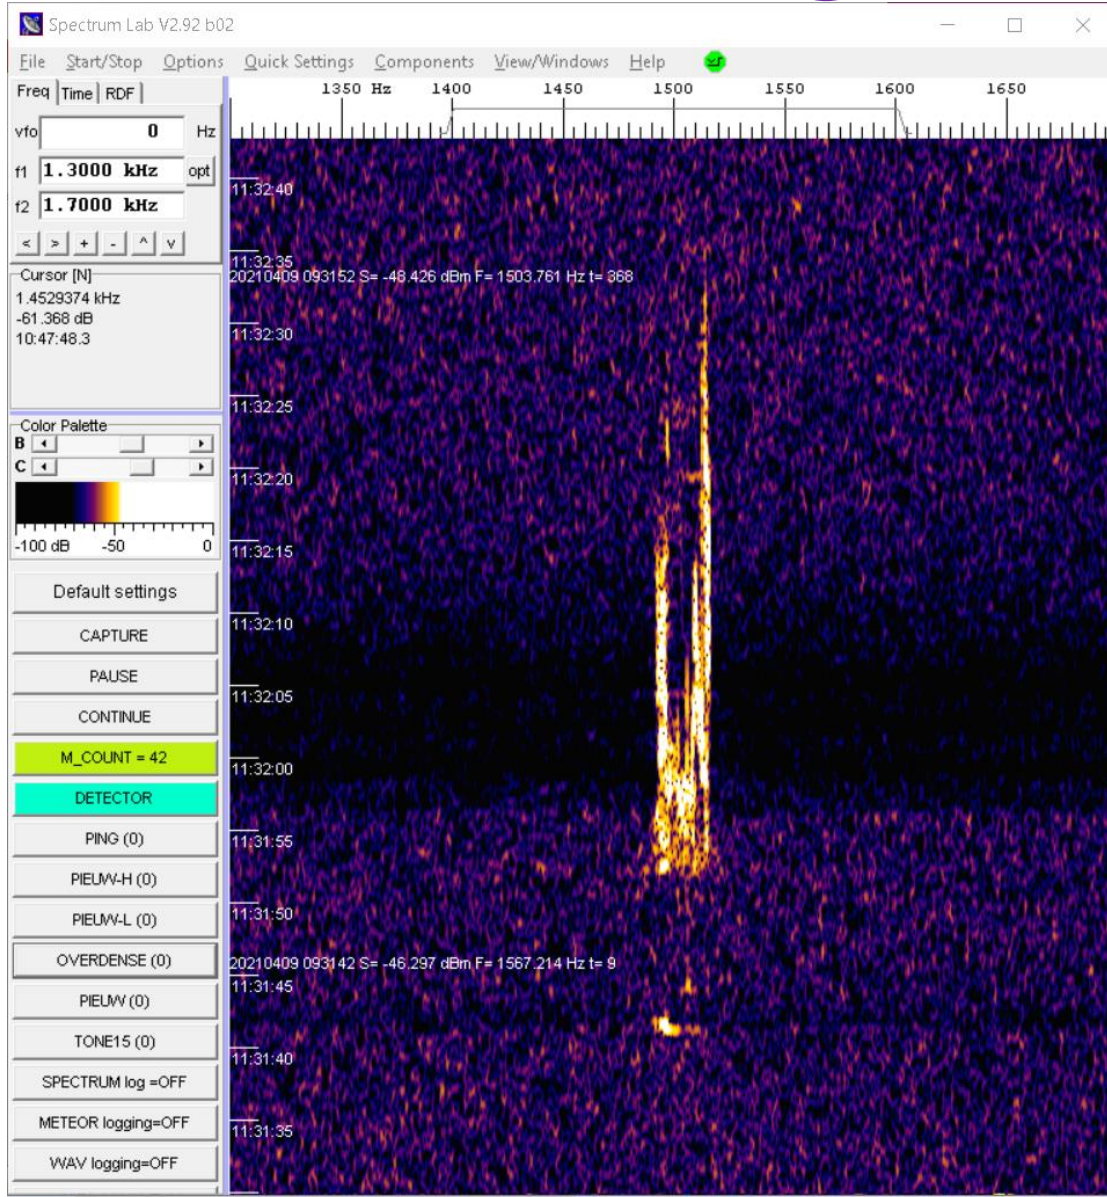 Spectrum Lab V2.92 b02
File Start/Stop Options Quick Settings Components View/Windows Help
Freq Time RDF
1350 Hz 1400 1450 1500 1550 1600 1650
vfo 0 Hz
f1 1.3000 kHz opt
f2 1.7000 kHz
< > + - ^ v
Cursor [N]
1.4529374 kHz
-61.368 dB
10:47:48.3
Color Palette
B
C
-100 dB -50 0
Default settings
CAPTURE
PAUSE
CONTINUE
M_COUNT = 42
DETECTOR
PING (0)
PIEUW-H (0)
PIEUW-L (0)
OVERDENSE (0)
PIEUW (0)
TONE15 (0)
SPECTRUM log =OFF
METEOR logging=OFF
WAV logging=OFF
11:32:40
11:32:35
20210409 093152 S= -48.426 dBm F= 1503.761 Hz t= 368
11:32:30
11:32:25
11:32:20
11:32:15
11:32:10
11:32:05
11:32:00
11:31:55
11:31:50
20210409 093142 S= -46.297 dBm F= 1567.214 Hz t= 9
11:31:45
11:31:40
11:31:35